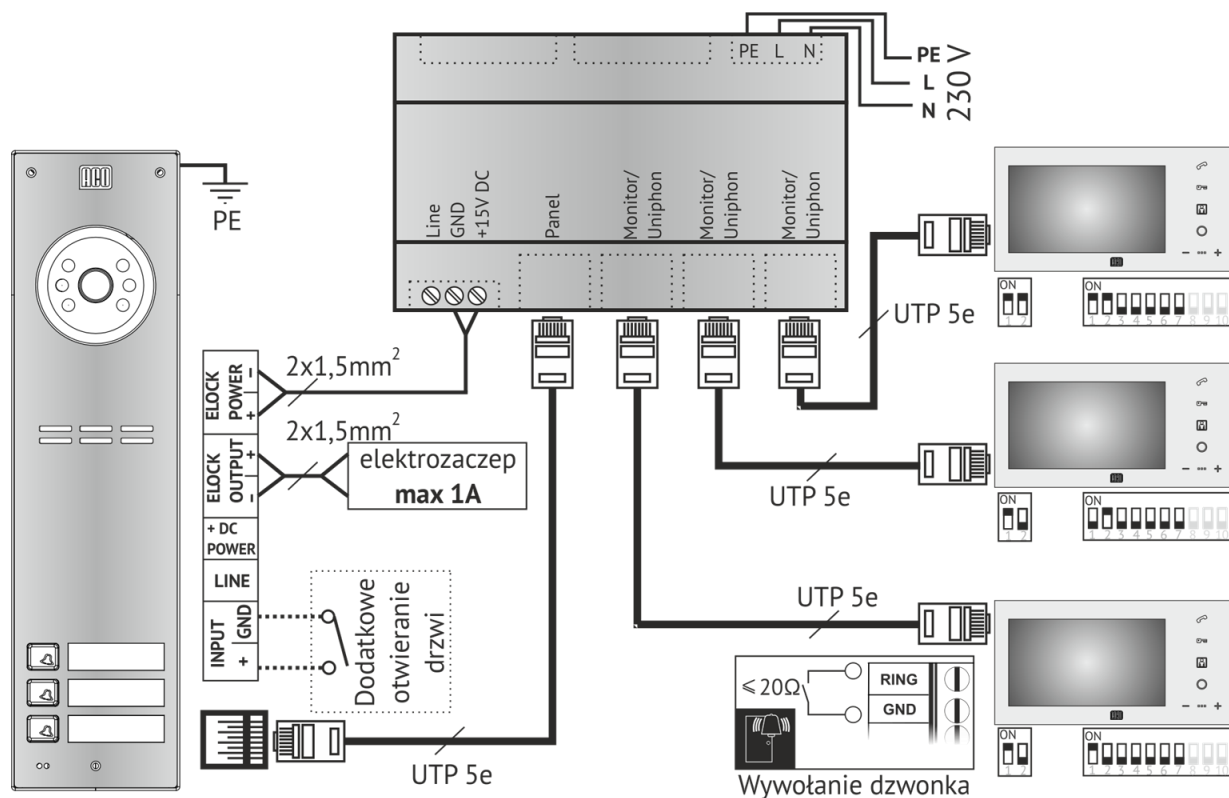 PE L N
PE
L
N
230 V
ACO
PE
Line
GND
+15V DC
Panel
Monitor/
Uniphon
Monitor/
Uniphon
Monitor/
Uniphon
ELOCK
POWER
- +
2x1,5mm²
ELOCK
OUTPUT
+ -
2x1,5mm²
elektrozaczep
max 1A
+ DC
POWER
LINE
INPUT
GND
+
Dodatkowe
otwieranie
drzwi
UTP 5e
UTP 5e
ON
1 2
ON
1 2 3 4 5 6 7 8 9 10
UTP 5e
ON
1 2
ON
1 2 3 4 5 6 7 8 9 10
UTP 5e
ON
1 2
ON
1 2 3 4 5 6 7 8 9 10
⩽ 20Ω
RING
GND
Wywołanie dzwonka